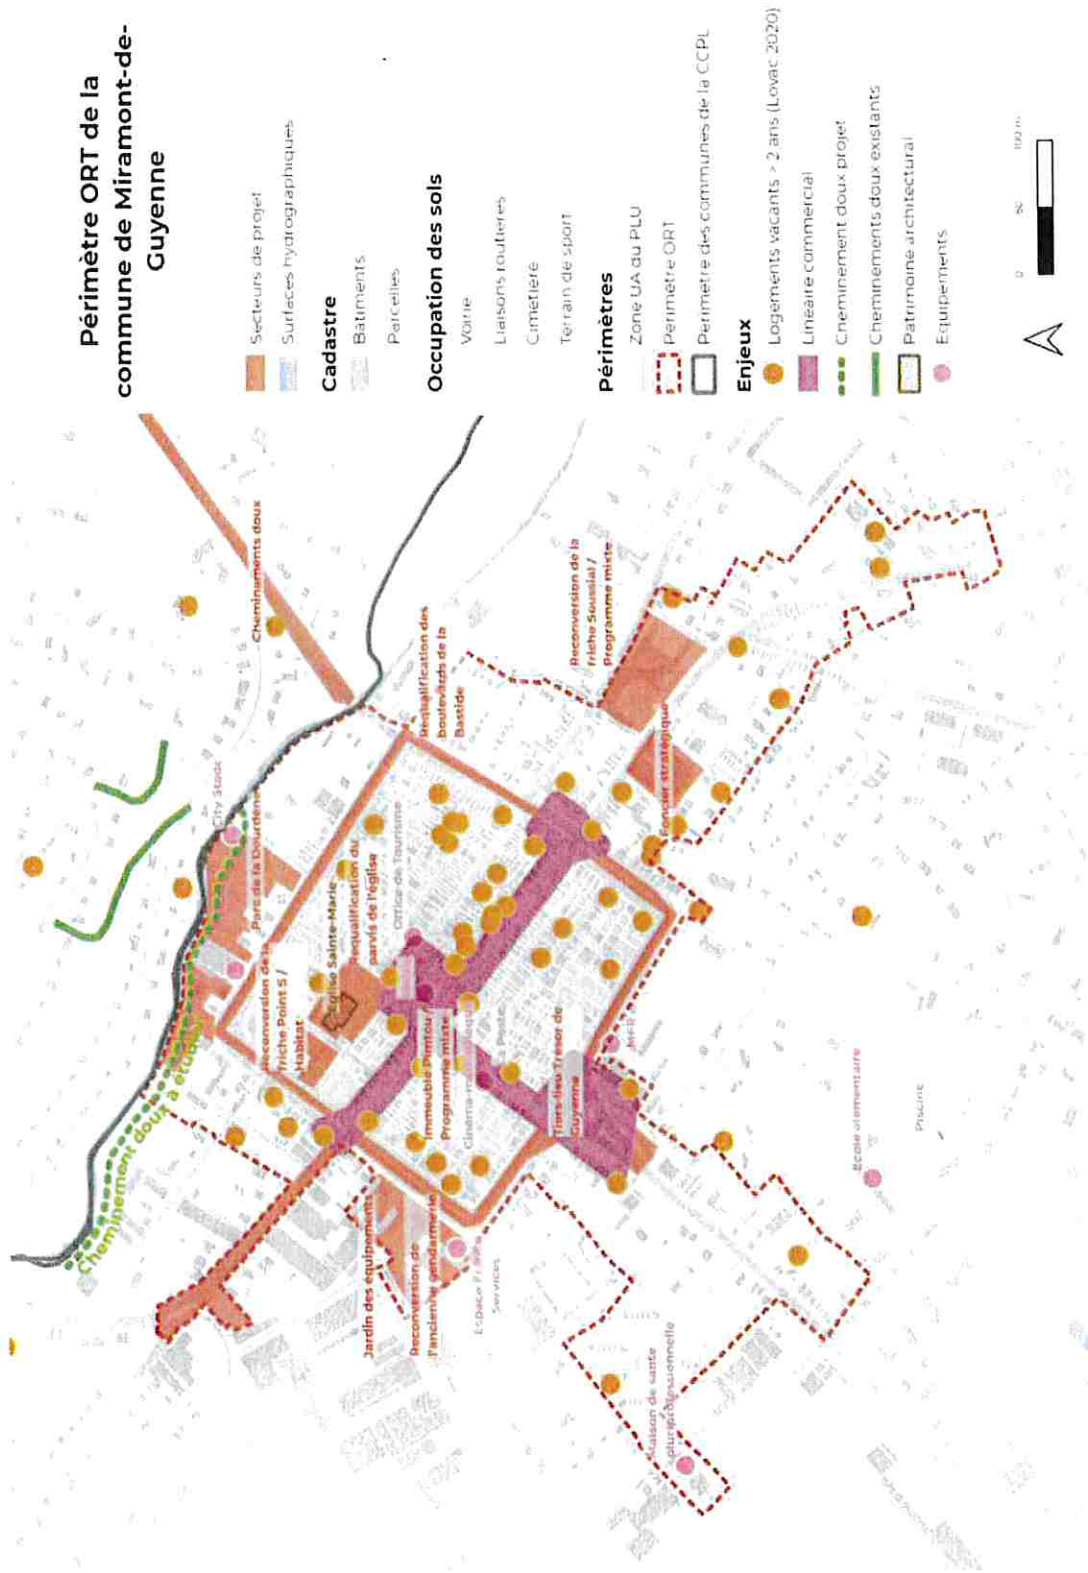 Périmètre ORT de la
commune de Miramont-de-
Guyenne
Secteurs de projet
Surfaces hydrographiques
Cadastre
Bâtiments
Parcelles
Occupation des sols
Voirie
Liaisons routières
Cimetière
Terrain de sport
Périmètres
Zone UA du PLU
Périmètre ORT
Périmètre des communes de la CCPL
Enjeux
Logements vacants > 2 ans (Lovac 2020)
Linéaire commercial
Cheminement doux projet
Cheminements doux existants
Patrimoine architectural
Equipements
0 50 100 m
Cheminements doux
City Stade
Parc de la Dourdène
Cheminement doux à étudier
Reconversion de la
friche Point S /
Habitat
Eglise Sainte-Marie
Requalification du
parvis de l'église
Office de Tourisme
Requalification des
boulevards de la
Bastide
Reconversion de la
friche Soussial /
Programme mixte
Foncier stratégique
Immeuble Pintou
Programme mixte
Poste
Tiers-lieu Trésor de
Guyenne
Jardin des équipements
Reconversion de
l'ancienne gendarmerie
Espace France
Services
Maison de santé
pluriprofessionnelle
Ecole élémentaire
Piscine